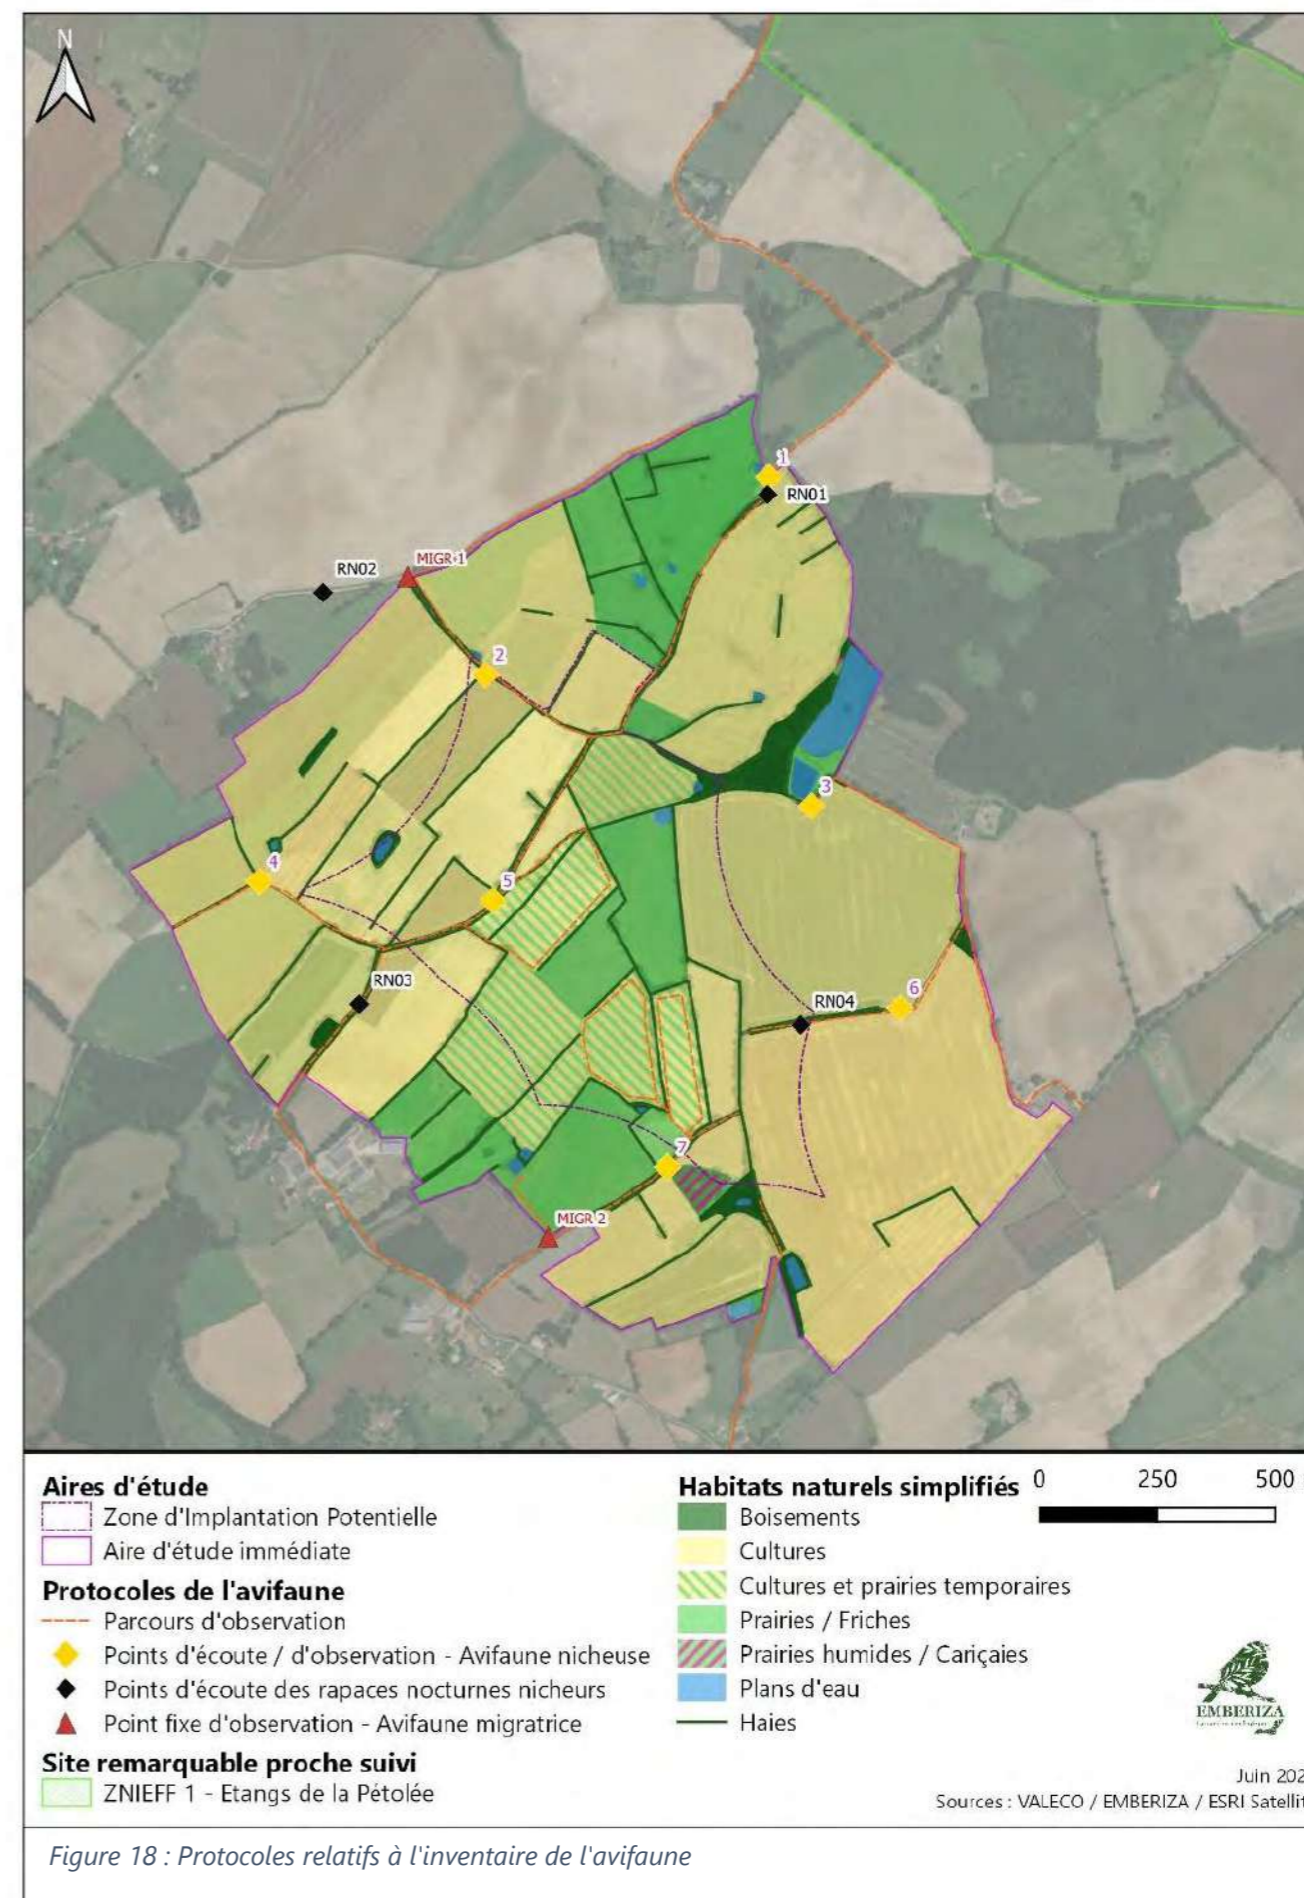 N
1
RN01
MIGR 1
RN02
2
3
4
5
RN03
RN04
6
7
MIGR 2
Aires d'étude
Zone d'Implantation Potentielle
Aire d'étude immédiate
Protocoles de l'avifaune
Parcours d'observation
Points d'écoute / d'observation - Avifaune nicheuse
Points d'écoute des rapaces nocturnes nicheurs
Point fixe d'observation - Avifaune migratrice
Site remarquable proche suivi
ZNIEFF 1 - Etangs de la Pétolée
Habitats naturels simplifiés
0 250 500
Boisements
Cultures
Cultures et prairies temporaires
Prairies / Friches
Prairies humides / Cariçaies
Plans d'eau
Haies
EMBERIZA
Juin 202
Sources : VALECO / EMBERIZA / ESRI Satellit
Figure 18 : Protocoles relatifs à l'inventaire de l'avifaune